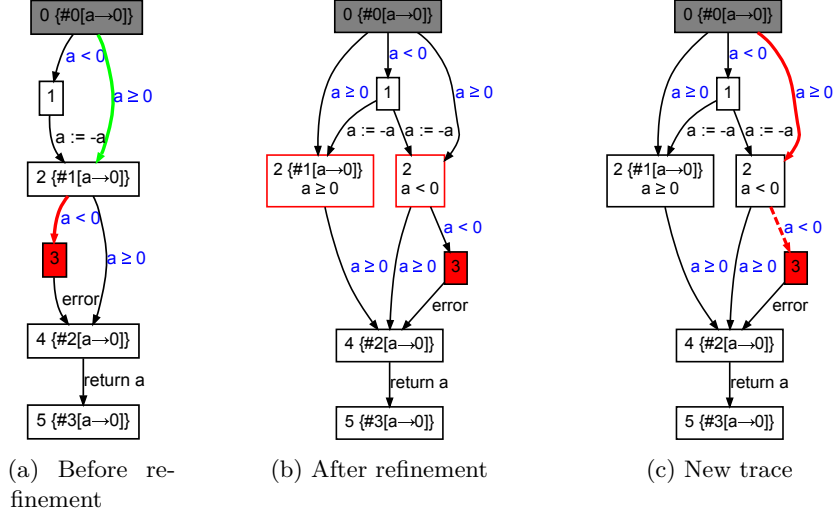 0 {#0[a→0]}
a < 0
a ≥ 0
1
a := -a
2 {#1[a→0]}
a < 0
a ≥ 0
3
error
4 {#2[a→0]}
return a
5 {#3[a→0]}
(a) Before re-
finement
0 {#0[a→0]}
a < 0
a ≥ 0
a ≥ 0
1
a := -a
a := -a
2 {#1[a→0]}
a ≥ 0
2
a < 0
a < 0
a ≥ 0
a ≥ 0
3
error
4 {#2[a→0]}
return a
5 {#3[a→0]}
(b) After refinement
0 {#0[a→0]}
a < 0
a ≥ 0
a ≥ 0
1
a := -a
a := -a
2 {#1[a→0]}
a ≥ 0
2
a < 0
a < 0
a ≥ 0
a ≥ 0
3
error
4 {#2[a→0]}
return a
5 {#3[a→0]}
(c) New trace